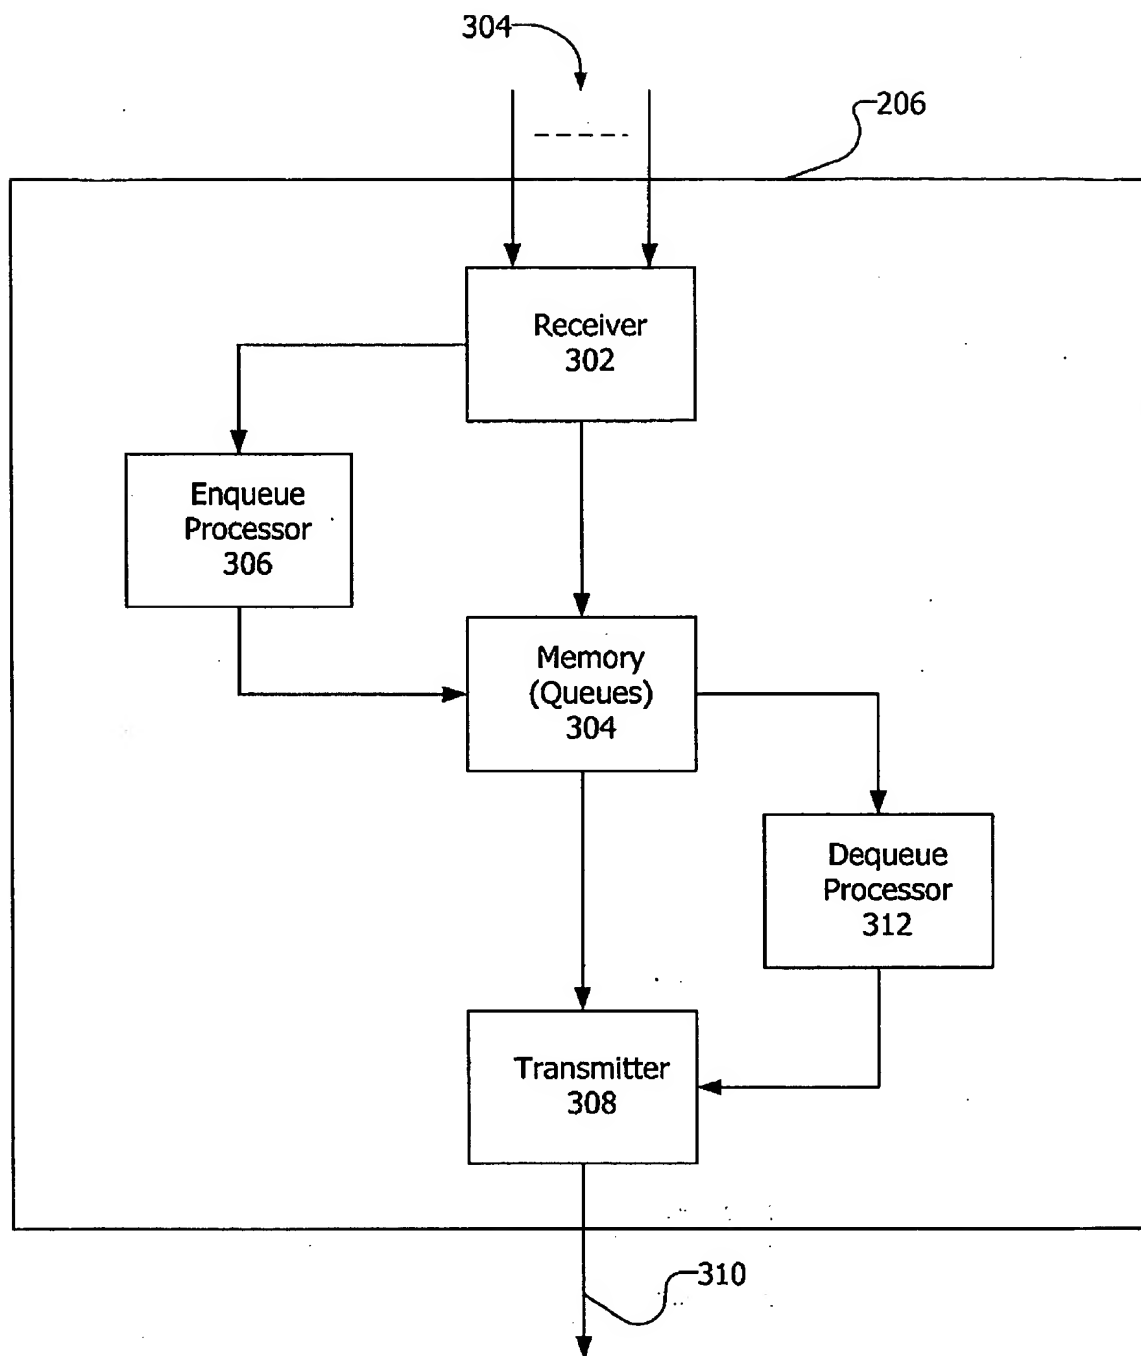 304
206
Receiver
302
Enqueue
Processor
306
Memory
(Queues)
304
Dequeue
Processor
312
Transmitter
308
310